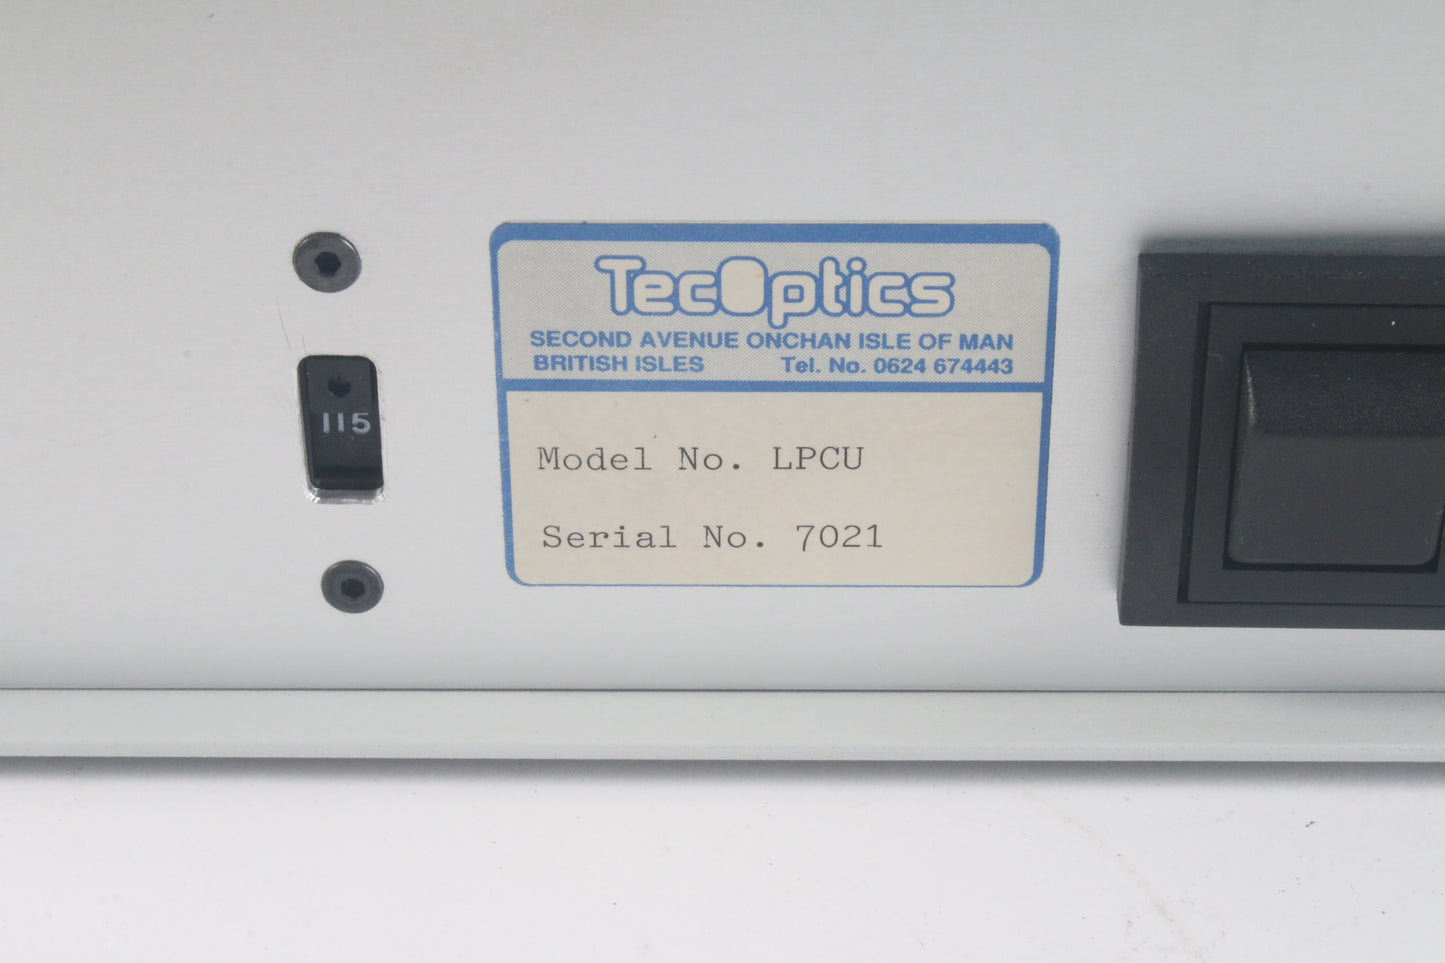 TecOptics
SECOND AVENUE ONCHAN ISLE OF MAN
BRITISH ISLES Tel. No. 0624 674443
115
Model No. LPCU
Serial No. 7021